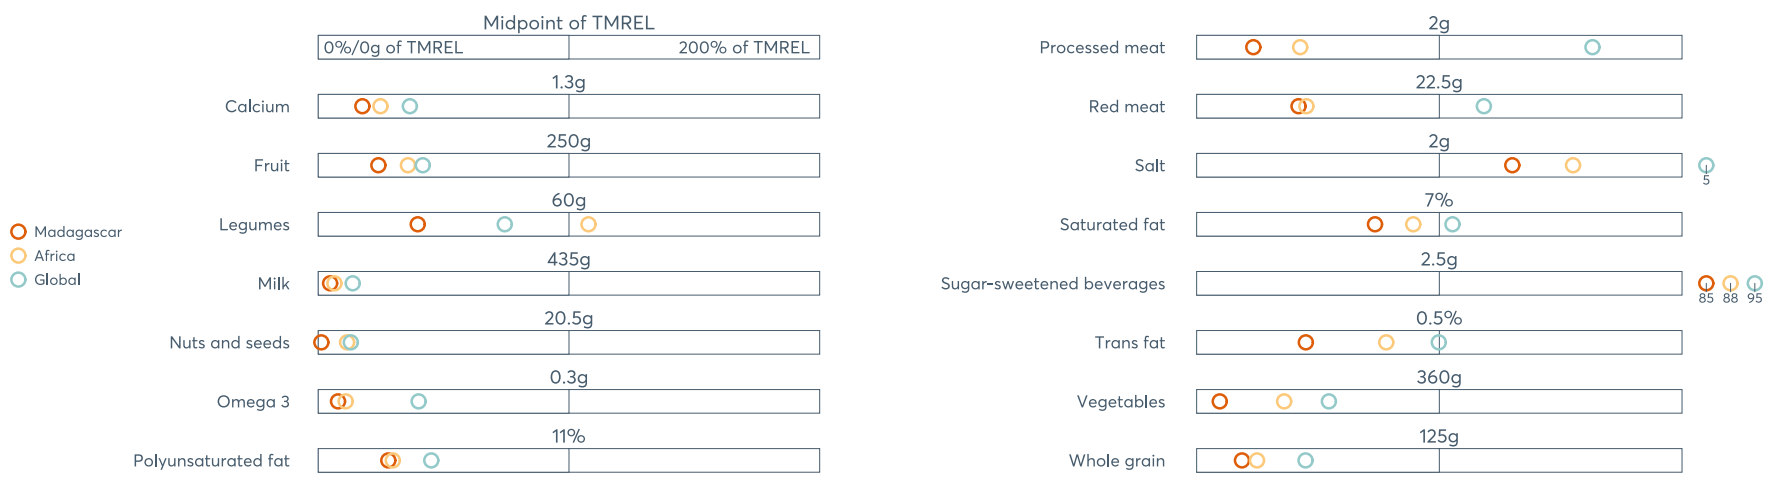 Midpoint of TMREL
0%/0g of TMREL 200% of TMREL
1.3g
Calcium
250g
Fruit
60g
Legumes
435g
Milk
20.5g
Nuts and seeds
0.3g
Omega 3
11%
Polyunsaturated fat
Madagascar
Africa
Global
2g
Processed meat
22.5g
Red meat
2g
Salt
5
7%
Saturated fat
2.5g
Sugar-sweetened beverages
85 88 95
0.5%
Trans fat
360g
Vegetables
125g
Whole grain